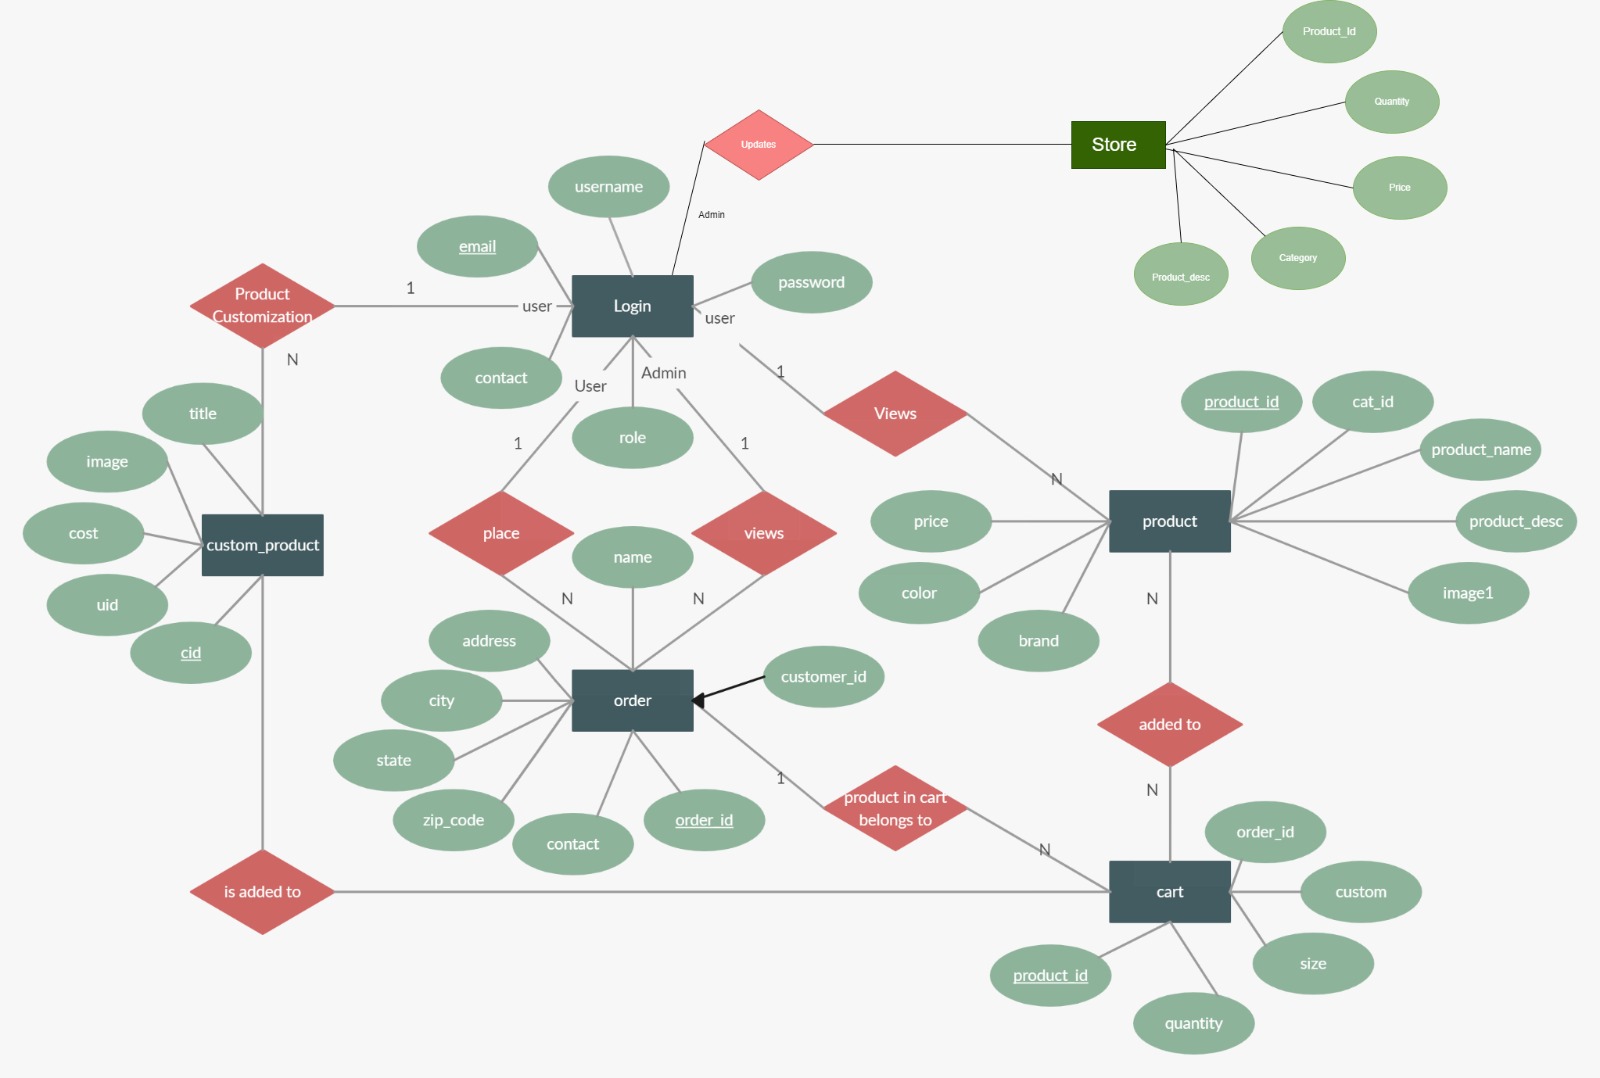 Product_Id
Quantity
Updates
Store
Price
username
Admin
email
Category
Product_desc
password
Product
Customization
1
user
Login
user
N
contact
User
Admin
1
Views
product_id
cat_id
title
role
1
1
product_name
image
N
cost
custom_product
place
name
views
price
product
product_desc
uid
N
N
color
N
image1
cid
address
brand
city
order
customer_id
added to
state
1
product in cart
belongs to
N
zip_code
contact
order_id
order_id
N
is added to
cart
custom
product_id
size
quantity